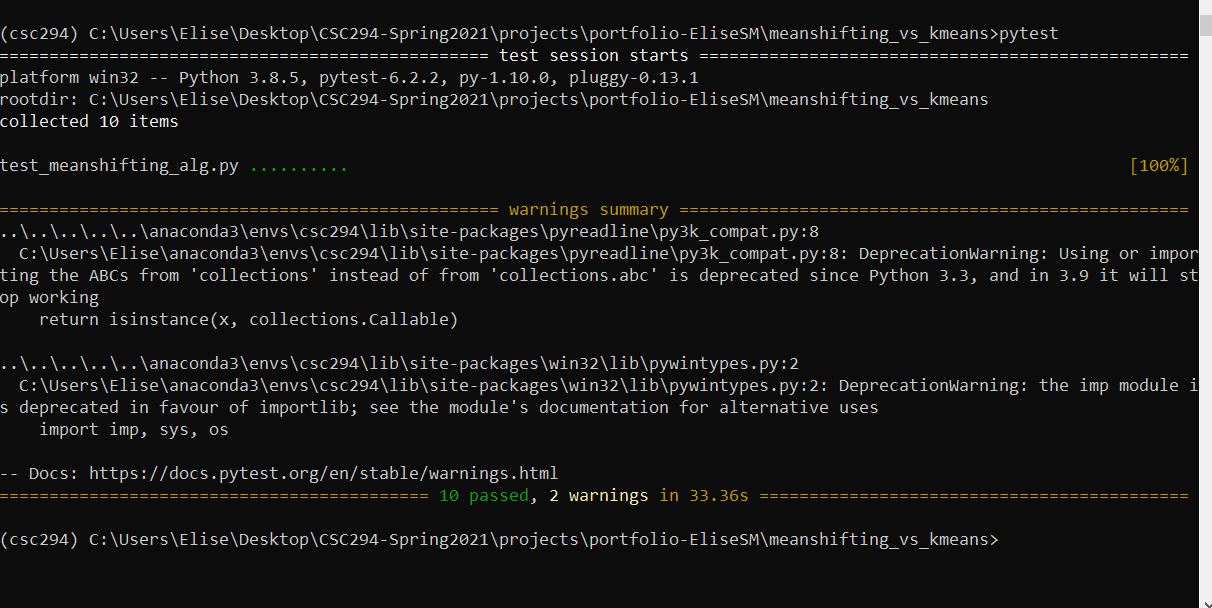 (csc294) C:\Users\Elise\Desktop\CSC294-Spring2021\projects\portfolio-EliseSM\meanshifting_vs_kmeans>pytest
================================================= test session starts =================================================
platform win32 -- Python 3.8.5, pytest-6.2.2, py-1.10.0, pluggy-0.13.1
rootdir: C:\Users\Elise\Desktop\CSC294-Spring2021\projects\portfolio-EliseSM\meanshifting_vs_kmeans
collected 10 items
test_meanshifting_alg.py .......... [100%]
================================================== warnings summary ===================================================
..\..\..\..\..\anaconda3\envs\csc294\lib\site-packages\pyreadline\py3k_compat.py:8
  C:\Users\Elise\anaconda3\envs\csc294\lib\site-packages\pyreadline\py3k_compat.py:8: DeprecationWarning: Using or impor
ting the ABCs from 'collections' instead of from 'collections.abc' is deprecated since Python 3.3, and in 3.9 it will st
op working
    return isinstance(x, collections.Callable)
..\..\..\..\..\anaconda3\envs\csc294\lib\site-packages\win32\lib\pywintypes.py:2
  C:\Users\Elise\anaconda3\envs\csc294\lib\site-packages\win32\lib\pywintypes.py:2: DeprecationWarning: the imp module i
s deprecated in favour of importlib; see the module's documentation for alternative uses
    import imp, sys, os
-- Docs: https://docs.pytest.org/en/stable/warnings.html
=========================================== 10 passed, 2 warnings in 33.36s ===========================================
(csc294) C:\Users\Elise\Desktop\CSC294-Spring2021\projects\portfolio-EliseSM\meanshifting_vs_kmeans>